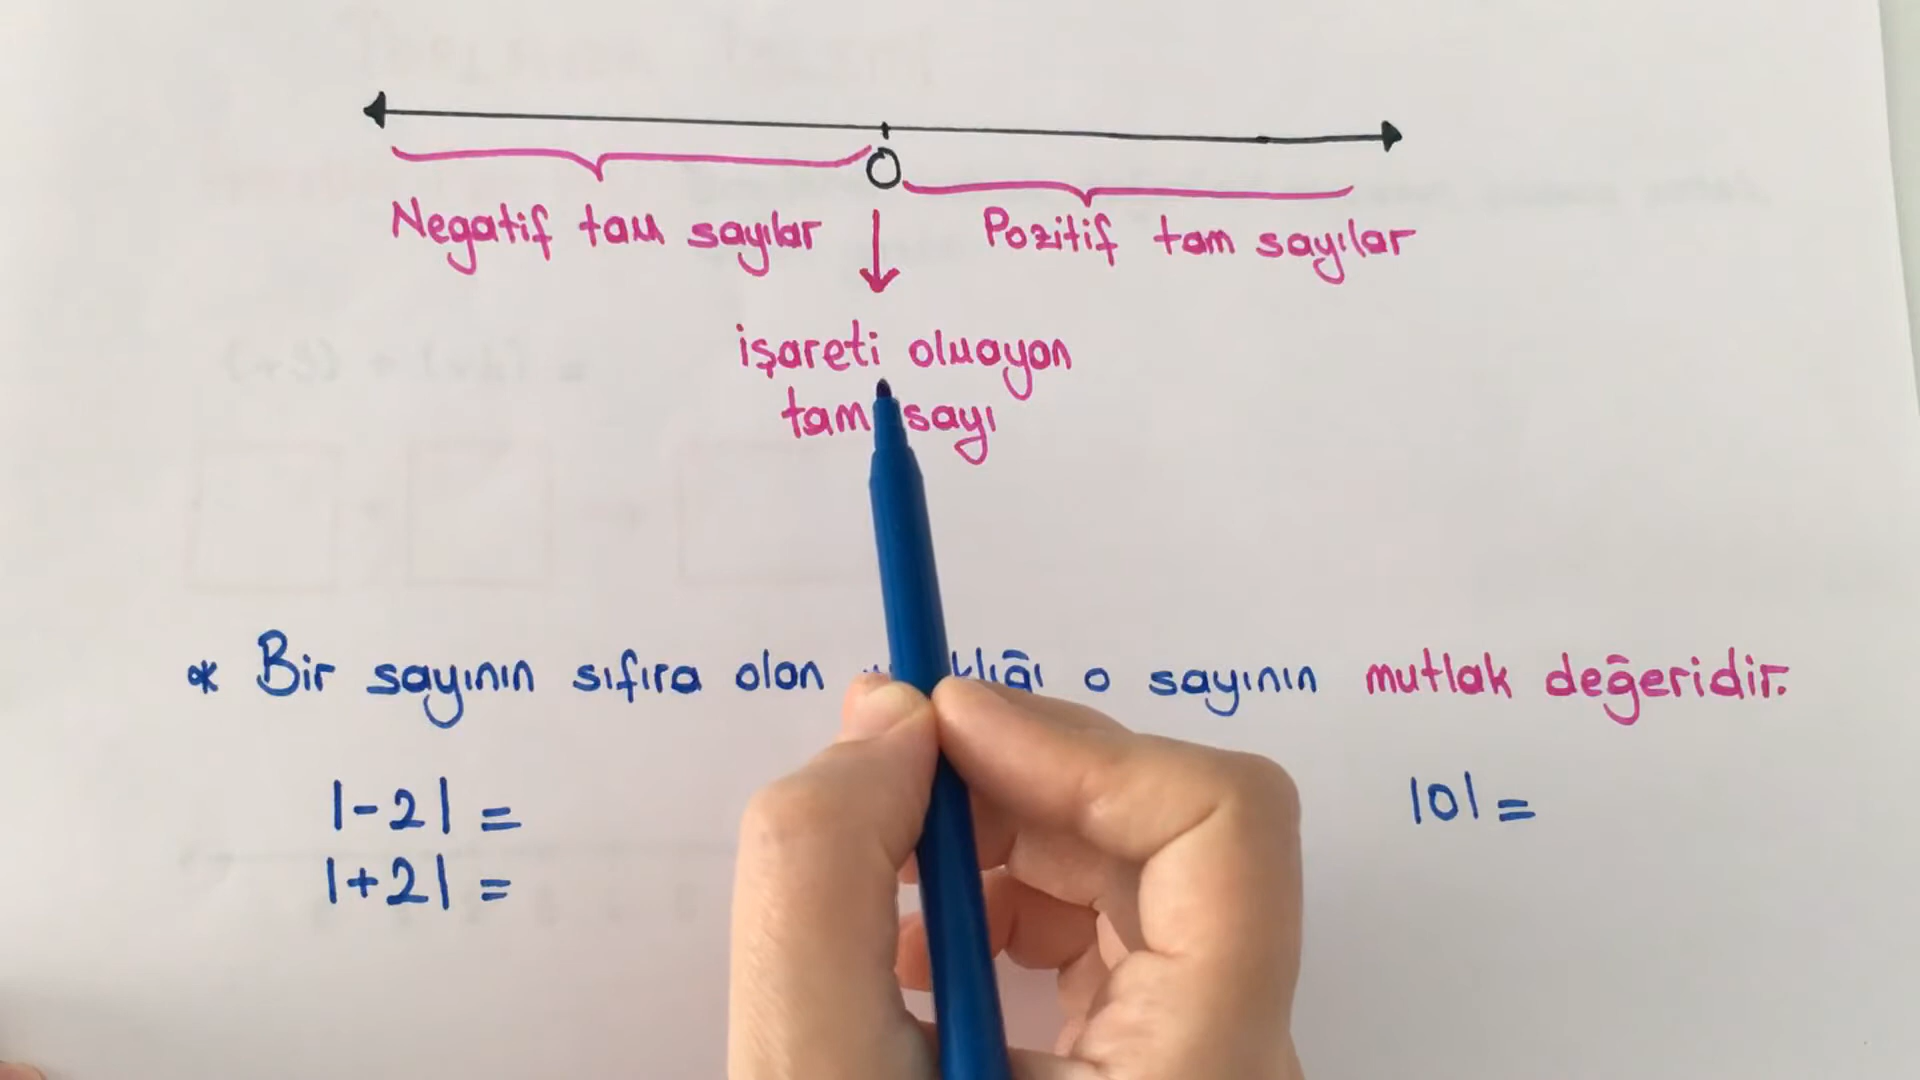 0
Negatif tam sayılar
Pozitif tam sayılar
işareti olmayan
tam sayı
* Bir sayının sıfıra olan o sayının mutlak değeridir.
|-2| =
|+2| =
|0| =